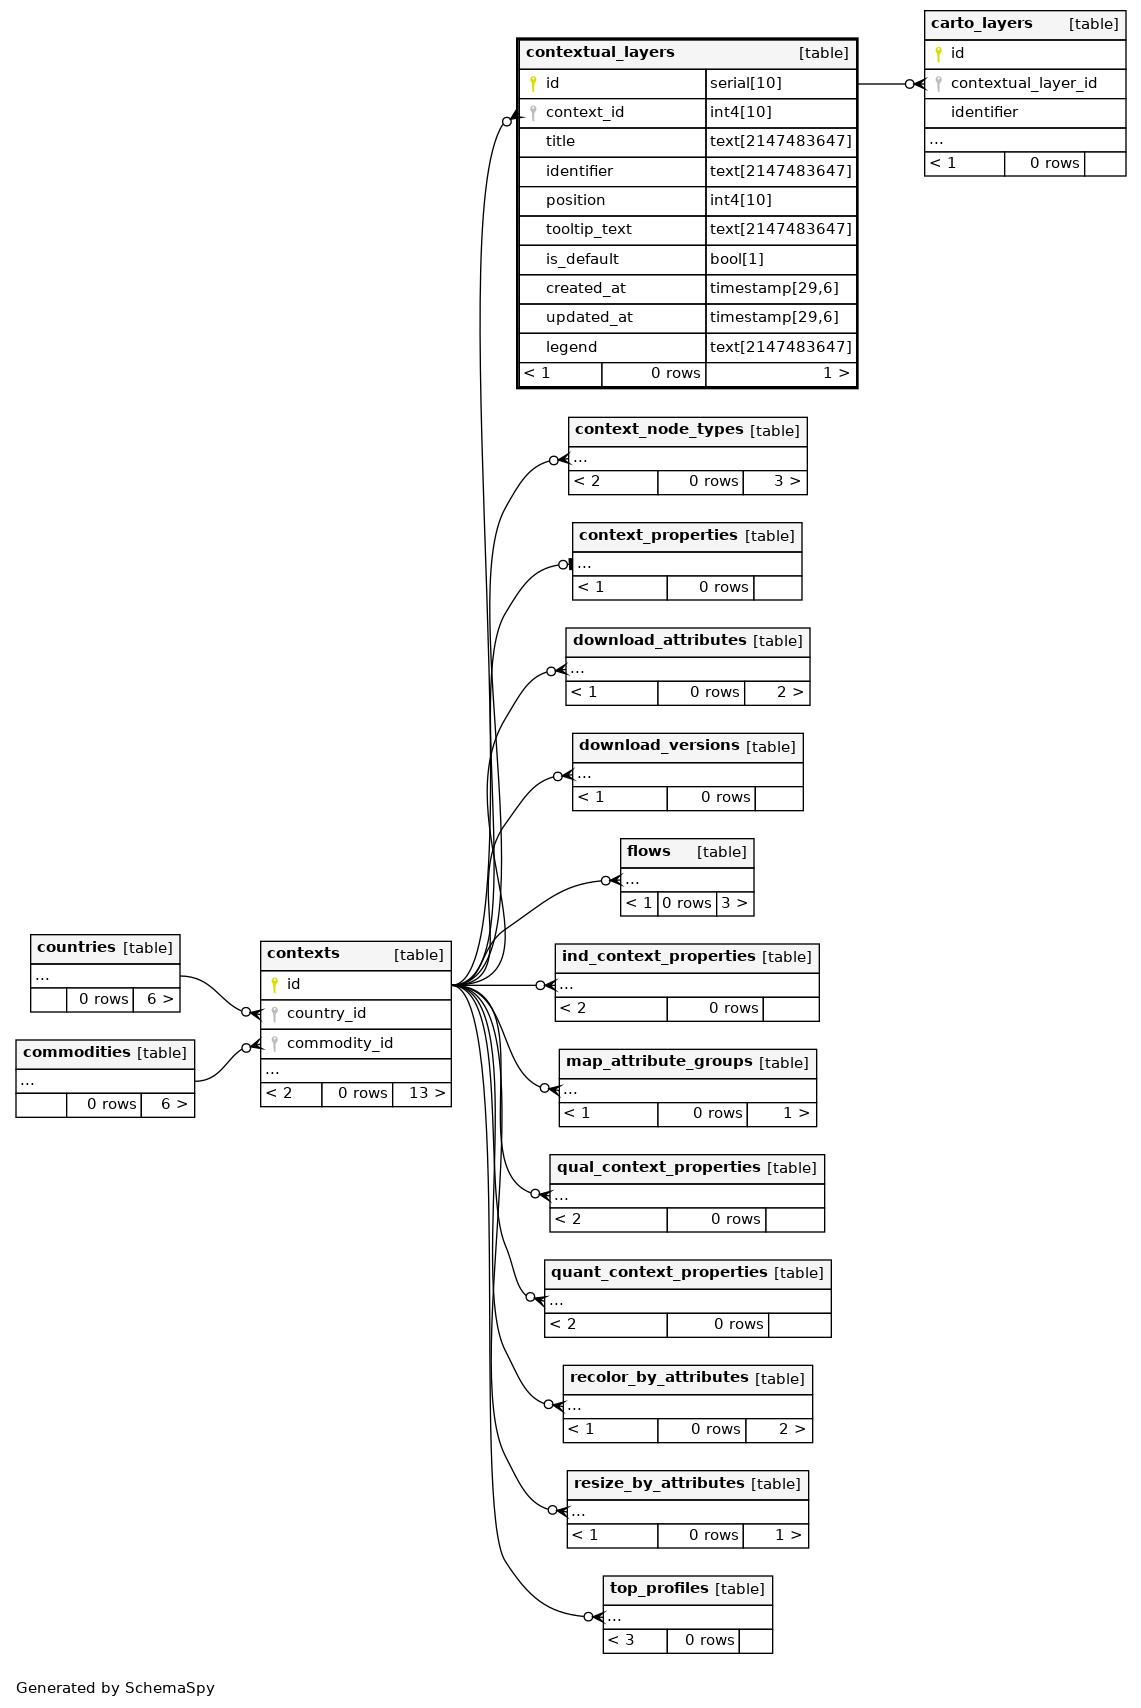 carto_layers [table]
id
contextual_layer_id
identifier
...
< 1 0 rows
contextual_layers [table]
id serial[10]
context_id int4[10]
title text[2147483647]
identifier text[2147483647]
position int4[10]
tooltip_text text[2147483647]
is_default bool[1]
created_at timestamp[29,6]
updated_at timestamp[29,6]
legend text[2147483647]
< 1 0 rows 1 >
context_node_types [table]
...
< 2 0 rows 3 >
context_properties [table]
...
< 1 0 rows
download_attributes [table]
...
< 1 0 rows 2 >
download_versions [table]
...
< 1 0 rows
flows [table]
...
< 1 0 rows 3 >
countries [table]
...
0 rows 6 >
commodities [table]
...
0 rows 6 >
contexts [table]
id
country_id
commodity_id
...
< 2 0 rows 13 >
ind_context_properties [table]
...
< 2 0 rows
map_attribute_groups [table]
...
< 1 0 rows 1 >
qual_context_properties [table]
...
< 2 0 rows
quant_context_properties [table]
...
< 2 0 rows
recolor_by_attributes [table]
...
< 1 0 rows 2 >
resize_by_attributes [table]
...
< 1 0 rows 1 >
top_profiles [table]
...
< 3 0 rows
Generated by SchemaSpy